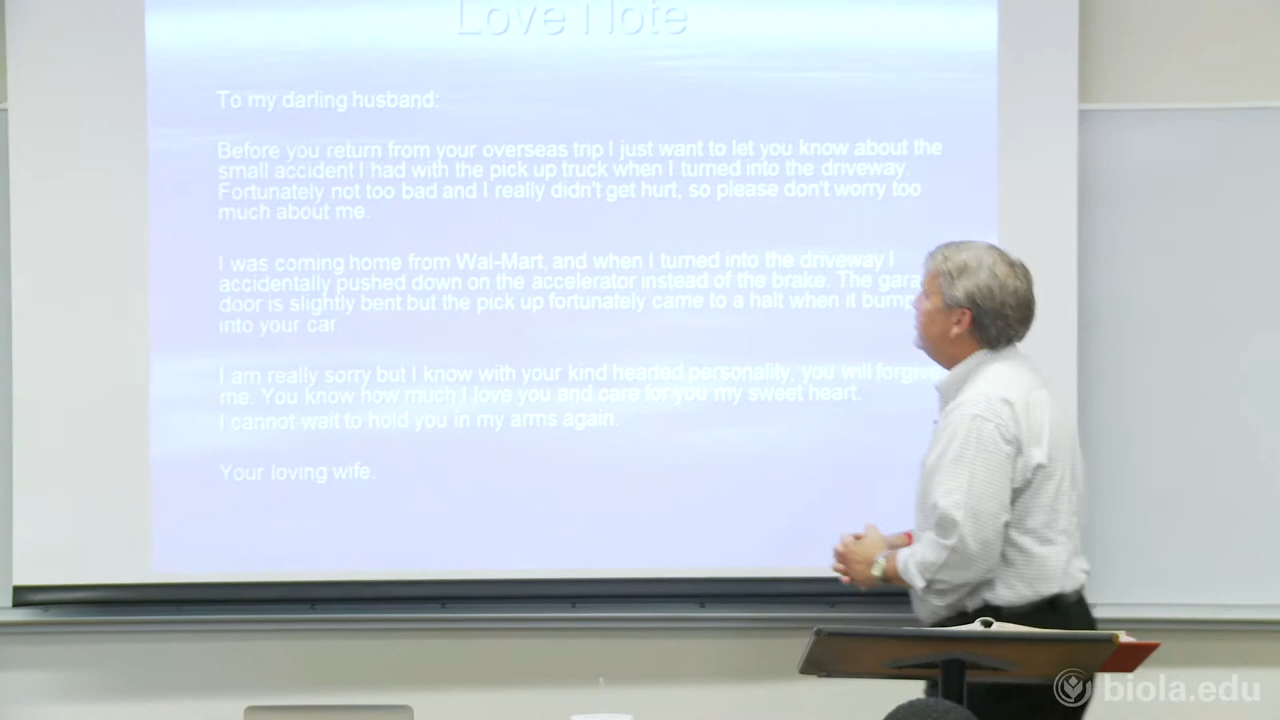 Love Note
To my darling husband:
Before you return from your overseas trip I just want to let you know about the
small accident I had with the pick up truck when I turned into the driveway.
Fortunately not too bad and I really didn't get hurt, so please don't worry too
much about me.
I was coming home from Wal-Mart, and when I turned into the driveway I
accidentally pushed down on the accelerator instead of the brake. The gara
door is slightly bent but the pick up fortunately came to a halt when it bump
into your car
I am really sorry but I know with your kind hearted personality, you will forgive
me. You know how much I love you and care for you my sweet heart.
I cannot wait to hold you in my arms again.
Your loving wife.
biola.edu